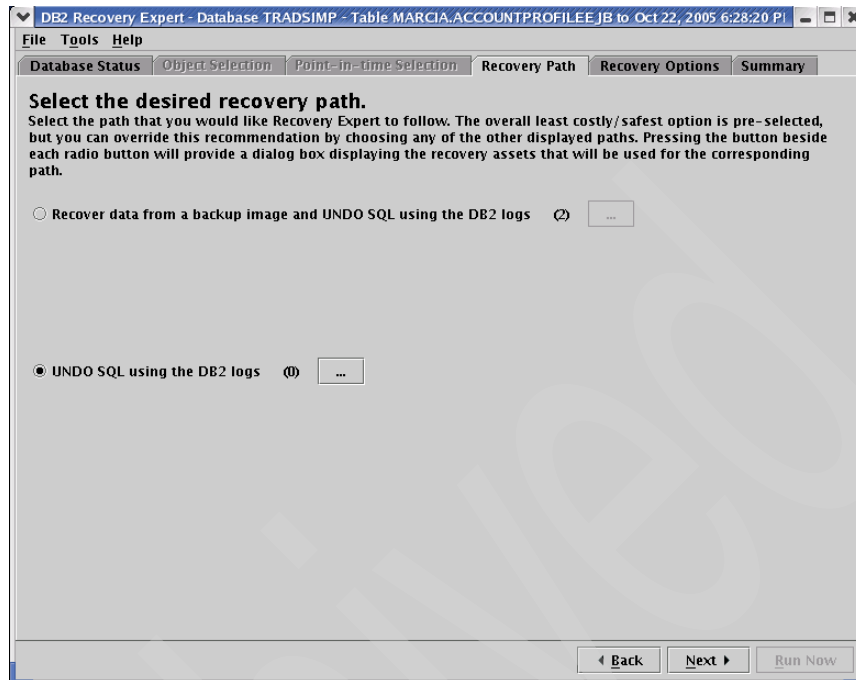 DB2 Recovery Expert - Database TRADSIMP - Table MARCIA.ACCOUNTPROFILEEJB to Oct 22, 2005 6:28:20 P
File Tools Help
Database Status Object Selection Point-in-time Selection Recovery Path Recovery Options Summary
Select the desired recovery path.
Select the path that you would like Recovery Expert to follow. The overall least costly/safest option is pre-selected,
but you can override this recommendation by choosing any of the other displayed paths. Pressing the button beside
each radio button will provide a dialog box displaying the recovery assets that will be used for the corresponding
path.
Recover data from a backup image and UNDO SQL using the DB2 logs (2) ...
UNDO SQL using the DB2 logs (0) ...
Back Next Run Now